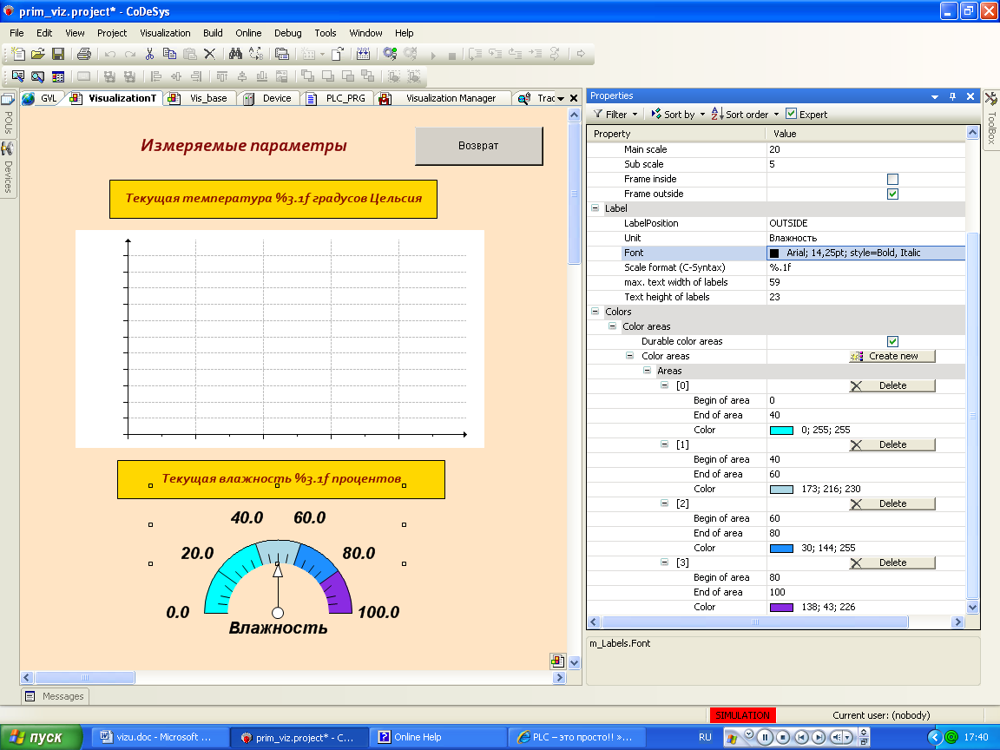 prim_viz.project* - CoDeSys
File Edit View Project Visualization Build Online Debug Tools Window Help
GVL VisualizationT Vis_base Device PLC_PRG Visualization Manager Trac
POUs
Devices
Измеряемые параметры
Возврат
Текущая температура %3.1f градусов Цельсия
Текущая влажность %3.1f процентов
40.0 60.0
20.0 80.0
0.0 100.0
Влажность
Properties
Filter Sort by Sort order Expert
Property Value
Main scale 20
Sub scale 5
Frame inside
Frame outside
Label
LabelPosition OUTSIDE
Unit Влажность
Font Arial; 14,25pt; style=Bold, Italic
Scale format (C-Syntax) %.1f
max. text width of labels 59
Text height of labels 23
Colors
Color areas
Durable color areas
Color areas Create new
Areas
[0] Delete
Begin of area 0
End of area 40
Color 0; 255; 255
[1] Delete
Begin of area 40
End of area 60
Color 173; 216; 230
[2] Delete
Begin of area 60
End of area 80
Color 30; 144; 255
[3] Delete
Begin of area 80
End of area 100
Color 138; 43; 226
m_Labels.Font
ToolBox
Messages
SIMULATION Current user: (nobody)
пуск vizu.doc - Microsoft ... prim_viz.project* - C... Online Help PLC – это просто!! »... RU 17:40